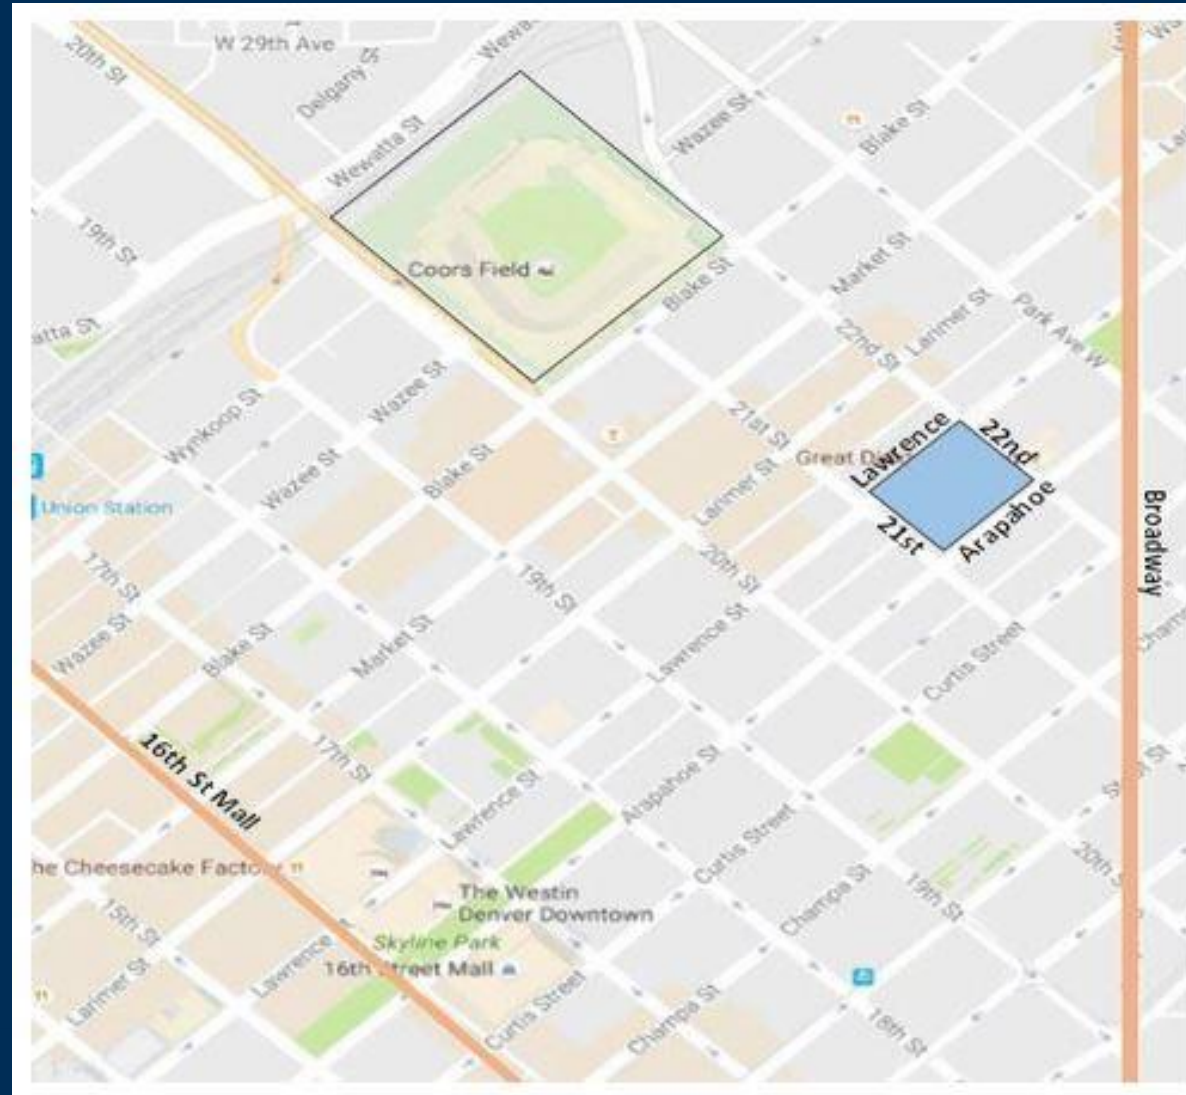 W 29th Ave
20th St
Delgany St
Wewatta St
Wazee St
Blake St
19th St
Coors Field
Blake St
Market St
Larimer St
Park Ave W
22nd St
Wazee St
Wynkoop St
21st St
Lawrence
22nd
Wazee St
Blake St
Larimer St
21st
Arapahoe
Broadway
Union Station
17th St
19th St
20th St
Wazee St
Blake St
Market St
Lawrence St
Curtis Street
16th St Mall
17th St
Lawrence St
Arapahoe St
Curtis Street
he Cheesecake Factory
The Westin
Denver Downtown
Champa St
19th St
20th S
15th St
Skyline Park
16th Street Mall
Lawrence
Larimer St
Curtis Street
Champa St
18th St